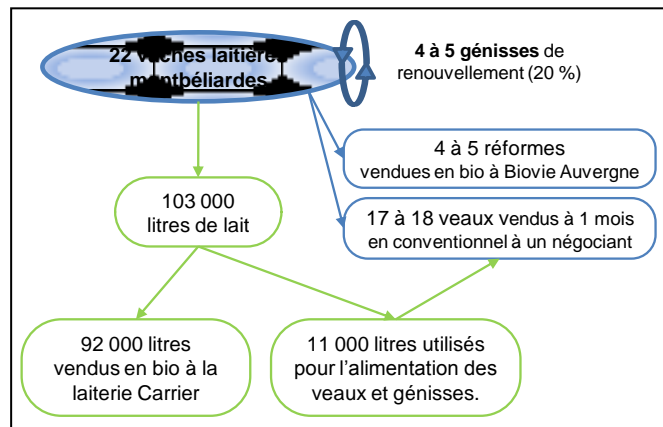 22 vaches laitières
montbéliardes
4 à 5 génisses de
renouvellement (20 %)
4 à 5 réformes
vendues en bio à Biovie Auvergne
17 à 18 veaux vendus à 1 mois
en conventionnel à un négociant
103 000
litres de lait
92 000 litres
vendus en bio à la
laiterie Carrier
11 000 litres utilisés
pour l'alimentation des
veaux et génisses.